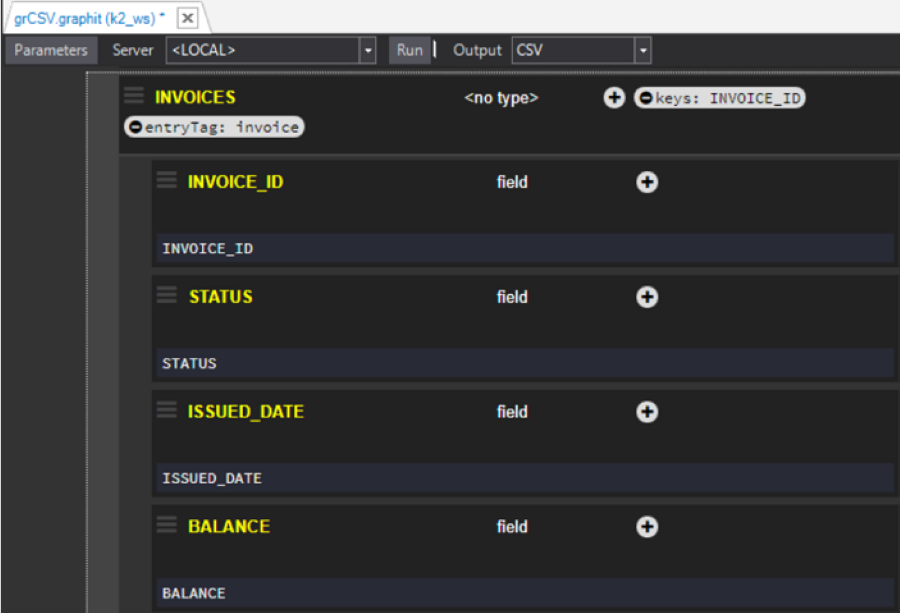 grCSV.graphit (k2_ws) *
Parameters Server <LOCAL> Run Output CSV
INVOICES <no type> keys: INVOICE_ID
entryTag: invoice
INVOICE_ID field
INVOICE_ID
STATUS field
STATUS
ISSUED_DATE field
ISSUED_DATE
BALANCE field
BALANCE